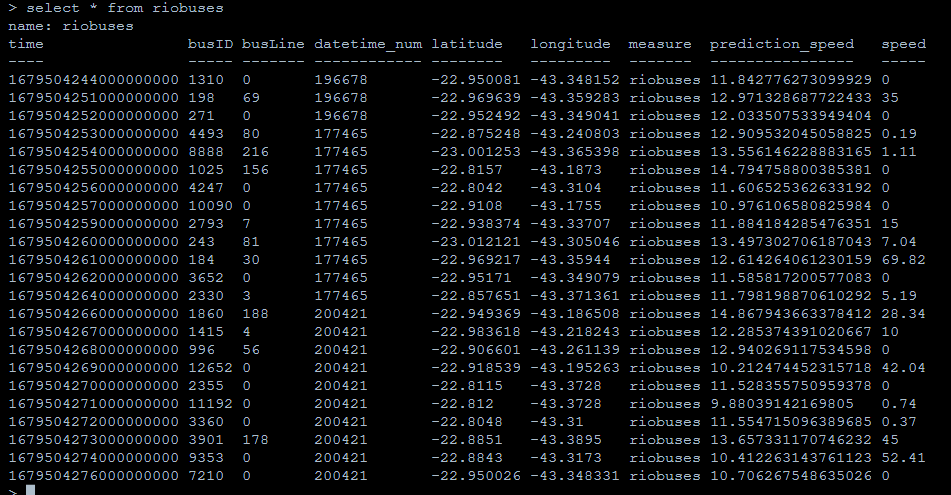 > select * from riobuses
name: riobuses
time busID busLine datetime_num latitude longitude measure prediction_speed speed
---- ----- ------- ------------ -------- --------- ------- ---------------- -----
1679504244000000000 1310 0 196678 -22.950081 -43.348152 riobuses 11.842776273099929 0
1679504251000000000 198 69 196678 -22.969639 -43.359283 riobuses 12.971328687722433 35
1679504252000000000 271 0 196678 -22.952492 -43.349041 riobuses 12.033507533949404 0
1679504253000000000 4493 80 177465 -22.875248 -43.240803 riobuses 12.909532045058825 0.19
1679504254000000000 8888 216 177465 -23.001253 -43.365398 riobuses 13.556146228883165 1.11
1679504255000000000 1025 156 177465 -22.8157 -43.1873 riobuses 14.794758800385381 0
1679504256000000000 4247 0 177465 -22.8042 -43.3104 riobuses 11.606525362633192 0
1679504257000000000 10090 0 177465 -22.9108 -43.1755 riobuses 10.976106580825984 0
1679504259000000000 2793 7 177465 -22.938374 -43.33707 riobuses 11.884184285476351 15
1679504260000000000 243 81 177465 -23.012121 -43.305046 riobuses 13.497302706187043 7.04
1679504261000000000 184 30 177465 -22.969217 -43.35944 riobuses 12.614264061230159 69.82
1679504262000000000 3652 0 177465 -22.95171 -43.349079 riobuses 11.585817200577083 0
1679504264000000000 2330 3 177465 -22.857651 -43.371361 riobuses 11.798198870610292 5.19
1679504266000000000 1860 188 200421 -22.949369 -43.186508 riobuses 14.867943663378412 28.34
1679504267000000000 1415 4 200421 -22.983618 -43.218243 riobuses 12.285374391020667 10
1679504268000000000 996 56 200421 -22.906601 -43.261139 riobuses 12.940269117534598 0
1679504269000000000 12652 0 200421 -22.918539 -43.195263 riobuses 10.212474452315718 42.04
1679504270000000000 2355 0 200421 -22.8115 -43.3728 riobuses 11.528355750959378 0
1679504271000000000 11192 0 200421 -22.812 -43.3728 riobuses 9.88039142169805 0.74
1679504272000000000 3360 0 200421 -22.8048 -43.31 riobuses 11.554715096389685 0.37
1679504273000000000 3901 178 200421 -22.8851 -43.3895 riobuses 13.657331170746232 45
1679504274000000000 9353 0 200421 -22.8843 -43.3173 riobuses 10.412263143761123 52.41
1679504276000000000 7210 0 200421 -22.950026 -43.348331 riobuses 10.706267548635026 0
>